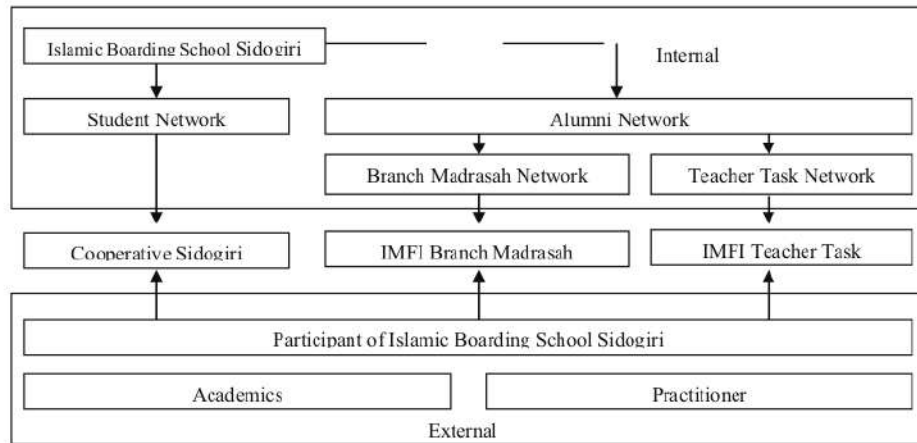 Islamic Boarding School Sidogiri
Internal
Student Network
Alumni Network
Branch Madrasah Network
Teacher Task Network
Cooperative Sidogiri
IMFI Branch Madrasah
IMFI Teacher Task
Participant of Islamic Boarding School Sidogiri
Academics
Practitioner
External